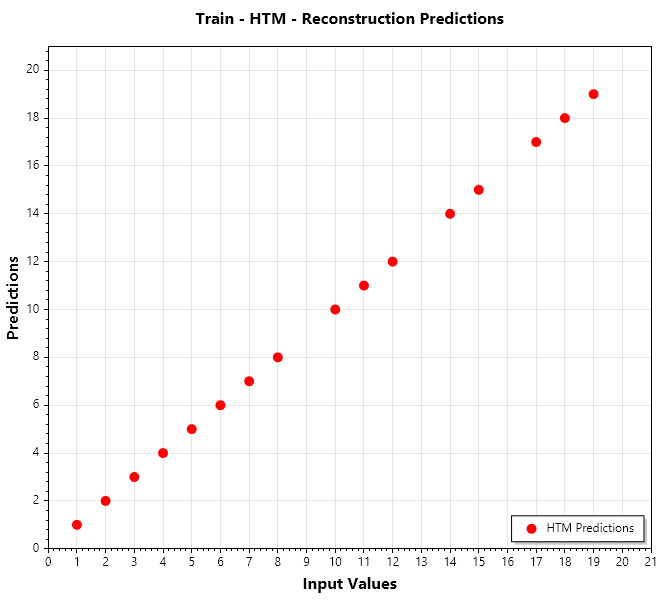 Train - HTM - Reconstruction Predictions
20
18
16
14
12
10
8
6
4
2
0
Predictions
0 1 2 3 4 5 6 7 8 9 10 11 12 13 14 15 16 17 18 19 20 21
Input Values
HTM Predictions